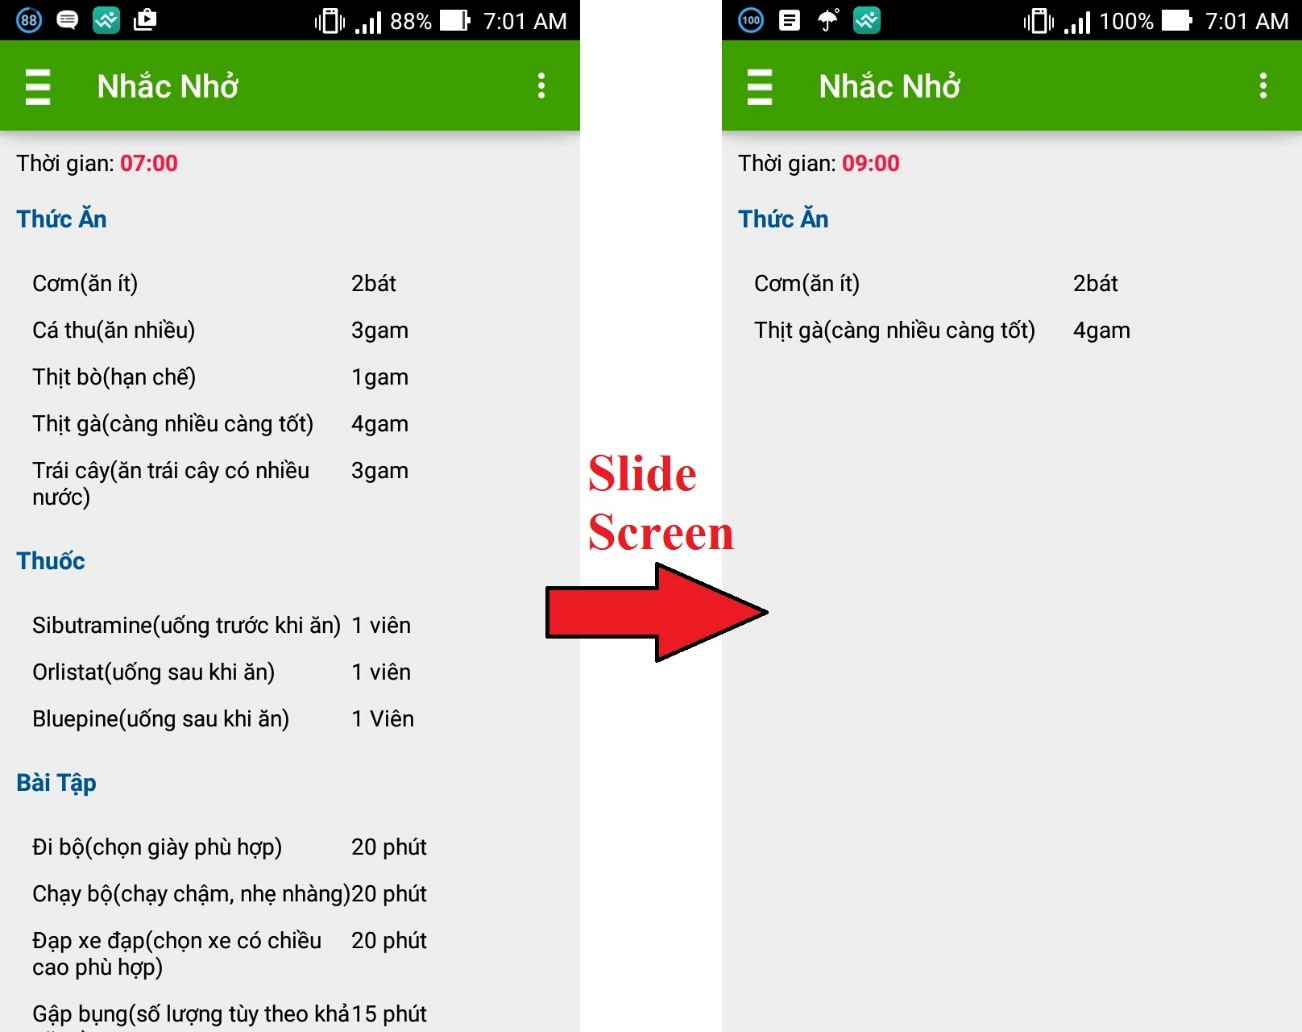 88 88% 7:01 AM
Nhắc Nhở
Thời gian: 07:00
Thức Ăn
Cơm(ăn ít) 2bát
Cá thu(ăn nhiều) 3gam
Thịt bò(hạn chế) 1gam
Thịt gà(càng nhiều càng tốt) 4gam
Trái cây(ăn trái cây có nhiều 3gam
nước)
Thuốc
Sibutramine(uống trước khi ăn) 1 viên
Orlistat(uống sau khi ăn) 1 viên
Bluepine(uống sau khi ăn) 1 Viên
Bài Tập
Đi bộ(chọn giày phù hợp) 20 phút
Chạy bộ(chạy chậm, nhẹ nhàng) 20 phút
Đạp xe đạp(chọn xe có chiều 20 phút
cao phù hợp)
Gập bụng(số lượng tùy theo khả 15 phút
Slide
Screen
100 100% 7:01 AM
Nhắc Nhở
Thời gian: 09:00
Thức Ăn
Cơm(ăn ít) 2bát
Thịt gà(càng nhiều càng tốt) 4gam